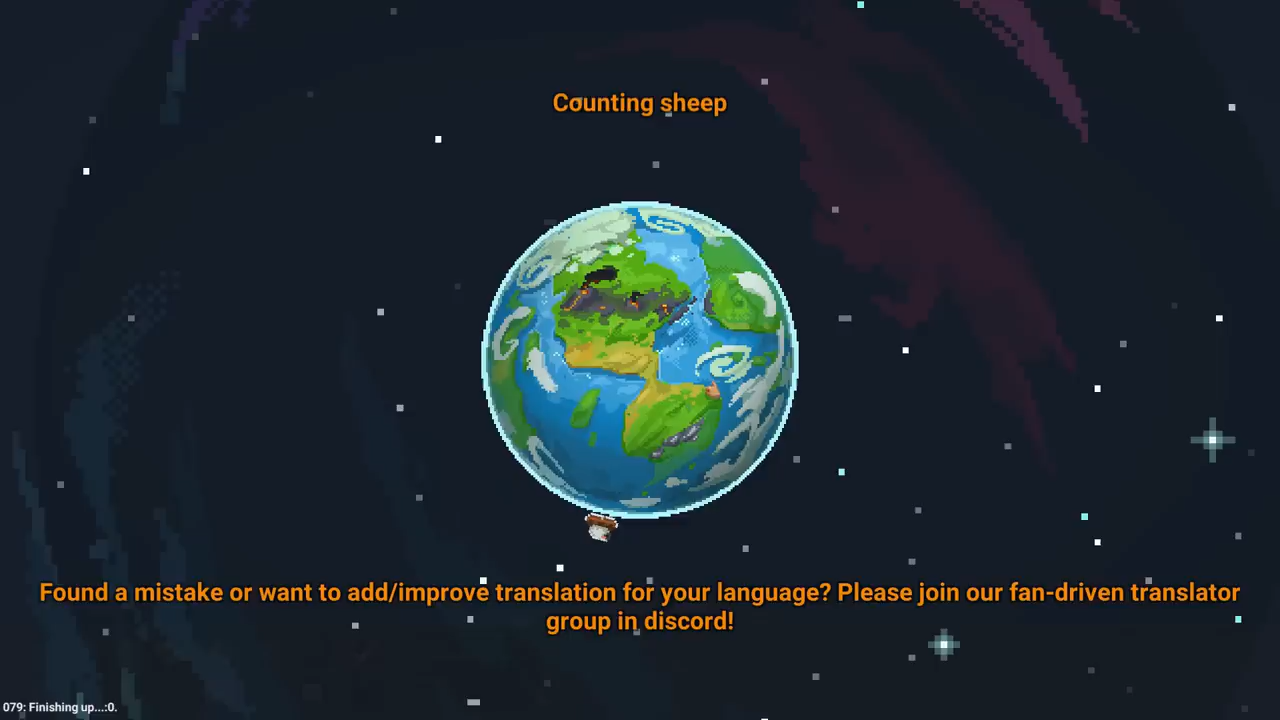 Counting sheep
Found a mistake or want to add/improve translation for your language? Please join our fan-driven translator
group in discord!
079: Finishing up...:0.